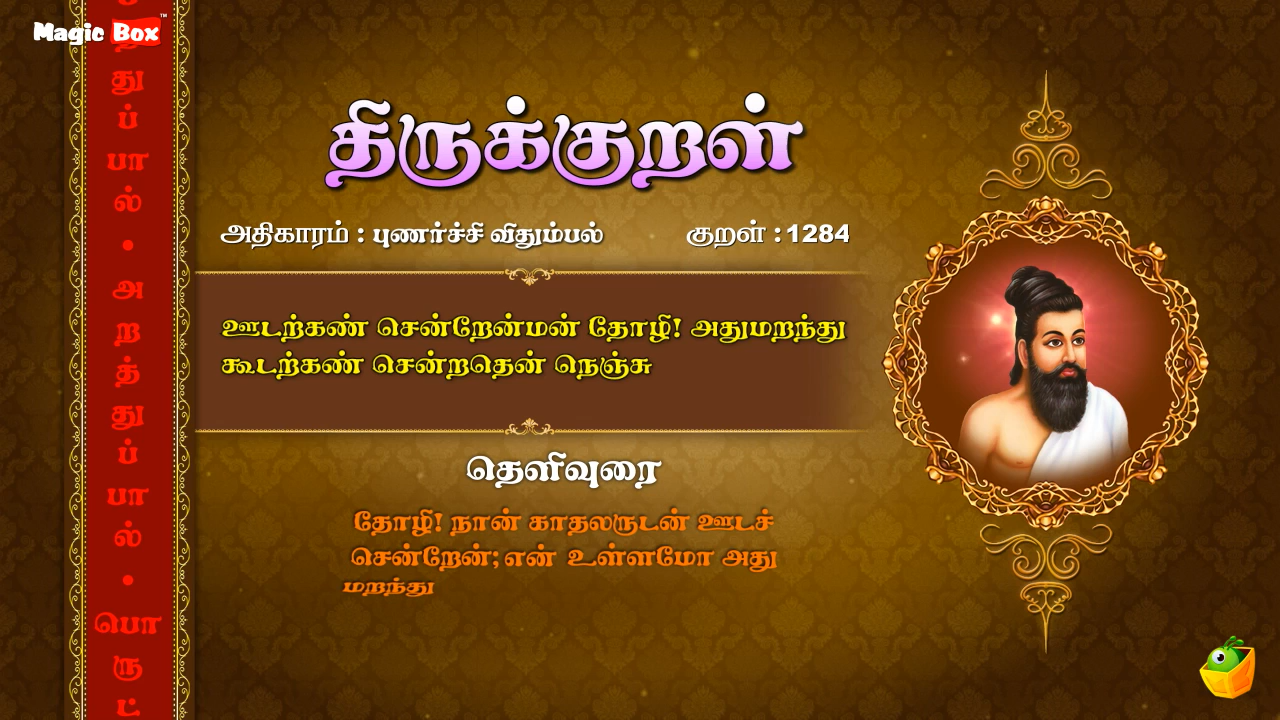 Magic Box™
திருக்குறள்
அதிகாரம் : புணர்ச்சி விதும்பல் குறள் : 1284
ஊடற்கண் சென்றேன்மன் தோழி! அதுமறந்து
கூடற்கண் சென்றதென் நெஞ்சு
தெளிவுரை
தோழி! நான் காதலருடன் ஊடச்
சென்றேன்; என் உள்ளமோ அது
மறந்து
து
ப்
பா
ல்
•
அ
ற
த்
து
ப்
பா
ல்
•
பொ
ரு
ட்